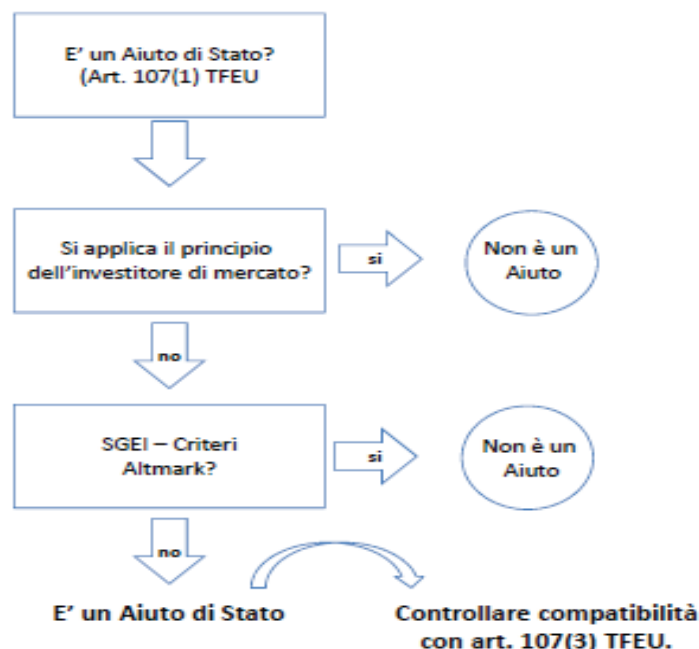 E' un Aiuto di Stato?
(Art. 107(1) TFEU
Si applica il principio
dell'investitore di mercato?
si
Non è un
Aiuto
no
SGEI – Criteri
Altmark?
si
Non è un
Aiuto
no
E' un Aiuto di Stato
Controllare compatibilità
con art. 107(3) TFEU.